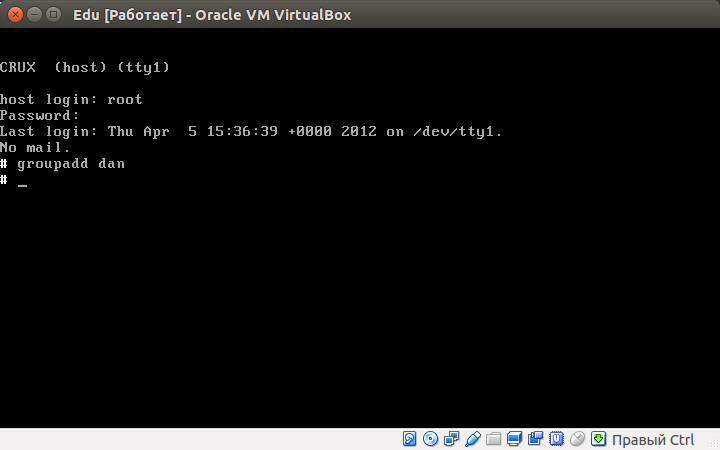 Edu [Работает] - Oracle VM VirtualBox
CRUX  (host) (tty1)
host login: root
Password:
Last login: Thu Apr  5 15:36:39 +0000 2012 on /dev/tty1.
No mail.
# groupadd dan
# _
Правый Ctrl